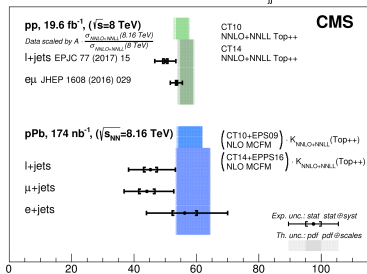 pp, 19.6 fb⁻¹, (√s=8 TeV)
CMS
CT10
NNLO+NNLL Top++
Data scaled by A · σNNLO+NNLL(8.16 TeV) / σNNLO+NNLL(8 TeV)
CT14
NNLO+NNLL Top++
l+jets EPJC 77 (2017) 15
eμ JHEP 1608 (2016) 029
pPb, 174 nb⁻¹, (√sNN=8.16 TeV)
(CT10+EPS09 NLO MCFM) · KNNLO+NNLL(Top++)
(CT14+EPPS16 NLO MCFM) · KNNLO+NNLL(Top++)
l+jets
μ+jets
e+jets
Exp. unc.: stat stat⊕syst
Th. unc.: pdf pdf⊕scales
0 20 40 60 80 100